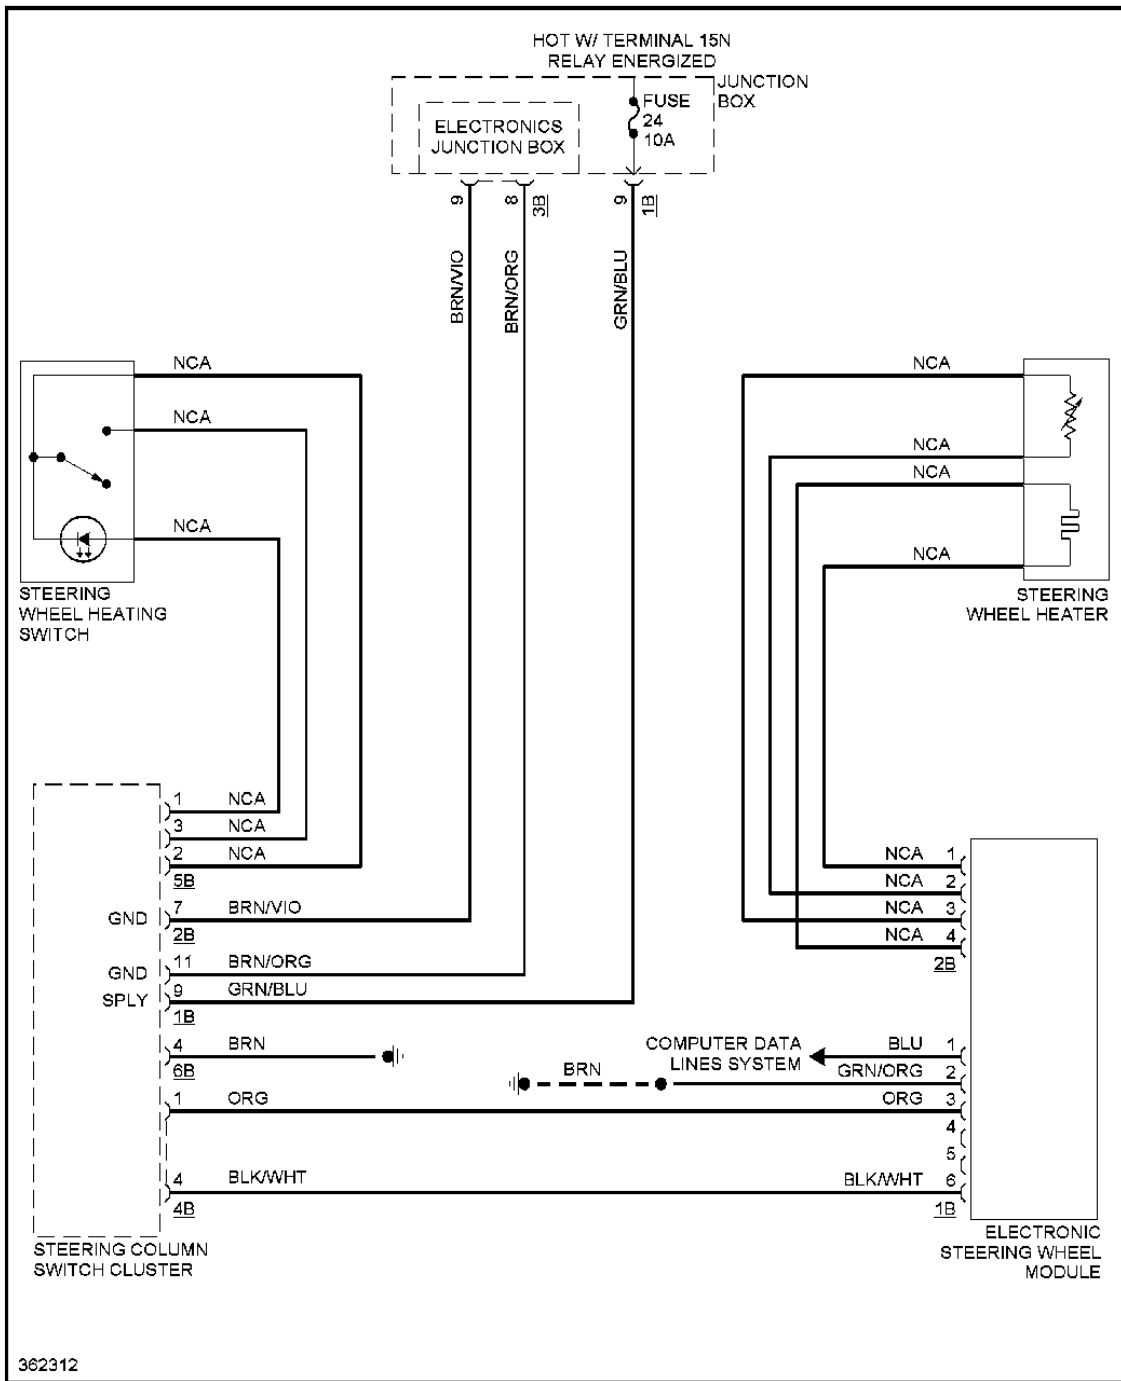 HOT W/ TERMINAL 15N
RELAY ENERGIZED
JUNCTION
BOX
FUSE
24
10A
ELECTRONICS
JUNCTION BOX
9
8
3B
9
1B
BRN/VIO
BRN/ORG
GRN/BLU
NCA
NCA
NCA
STEERING
WHEEL HEATING
SWITCH
NCA
NCA
NCA
NCA
STEERING
WHEEL HEATER
1 NCA
3 NCA
2 NCA
5B
GND 7 BRN/VIO
2B
GND 11 BRN/ORG
SPLY 9 GRN/BLU
1B
4 BRN
6B
1 ORG
4 BLK/WHT
4B
STEERING COLUMN
SWITCH CLUSTER
NCA 1
NCA 2
NCA 3
NCA 4
2B
COMPUTER DATA
LINES SYSTEM
BRN
BLU 1
GRN/ORG 2
ORG 3
4
5
BLK/WHT 6
1B
ELECTRONIC
STEERING WHEEL
MODULE
362312